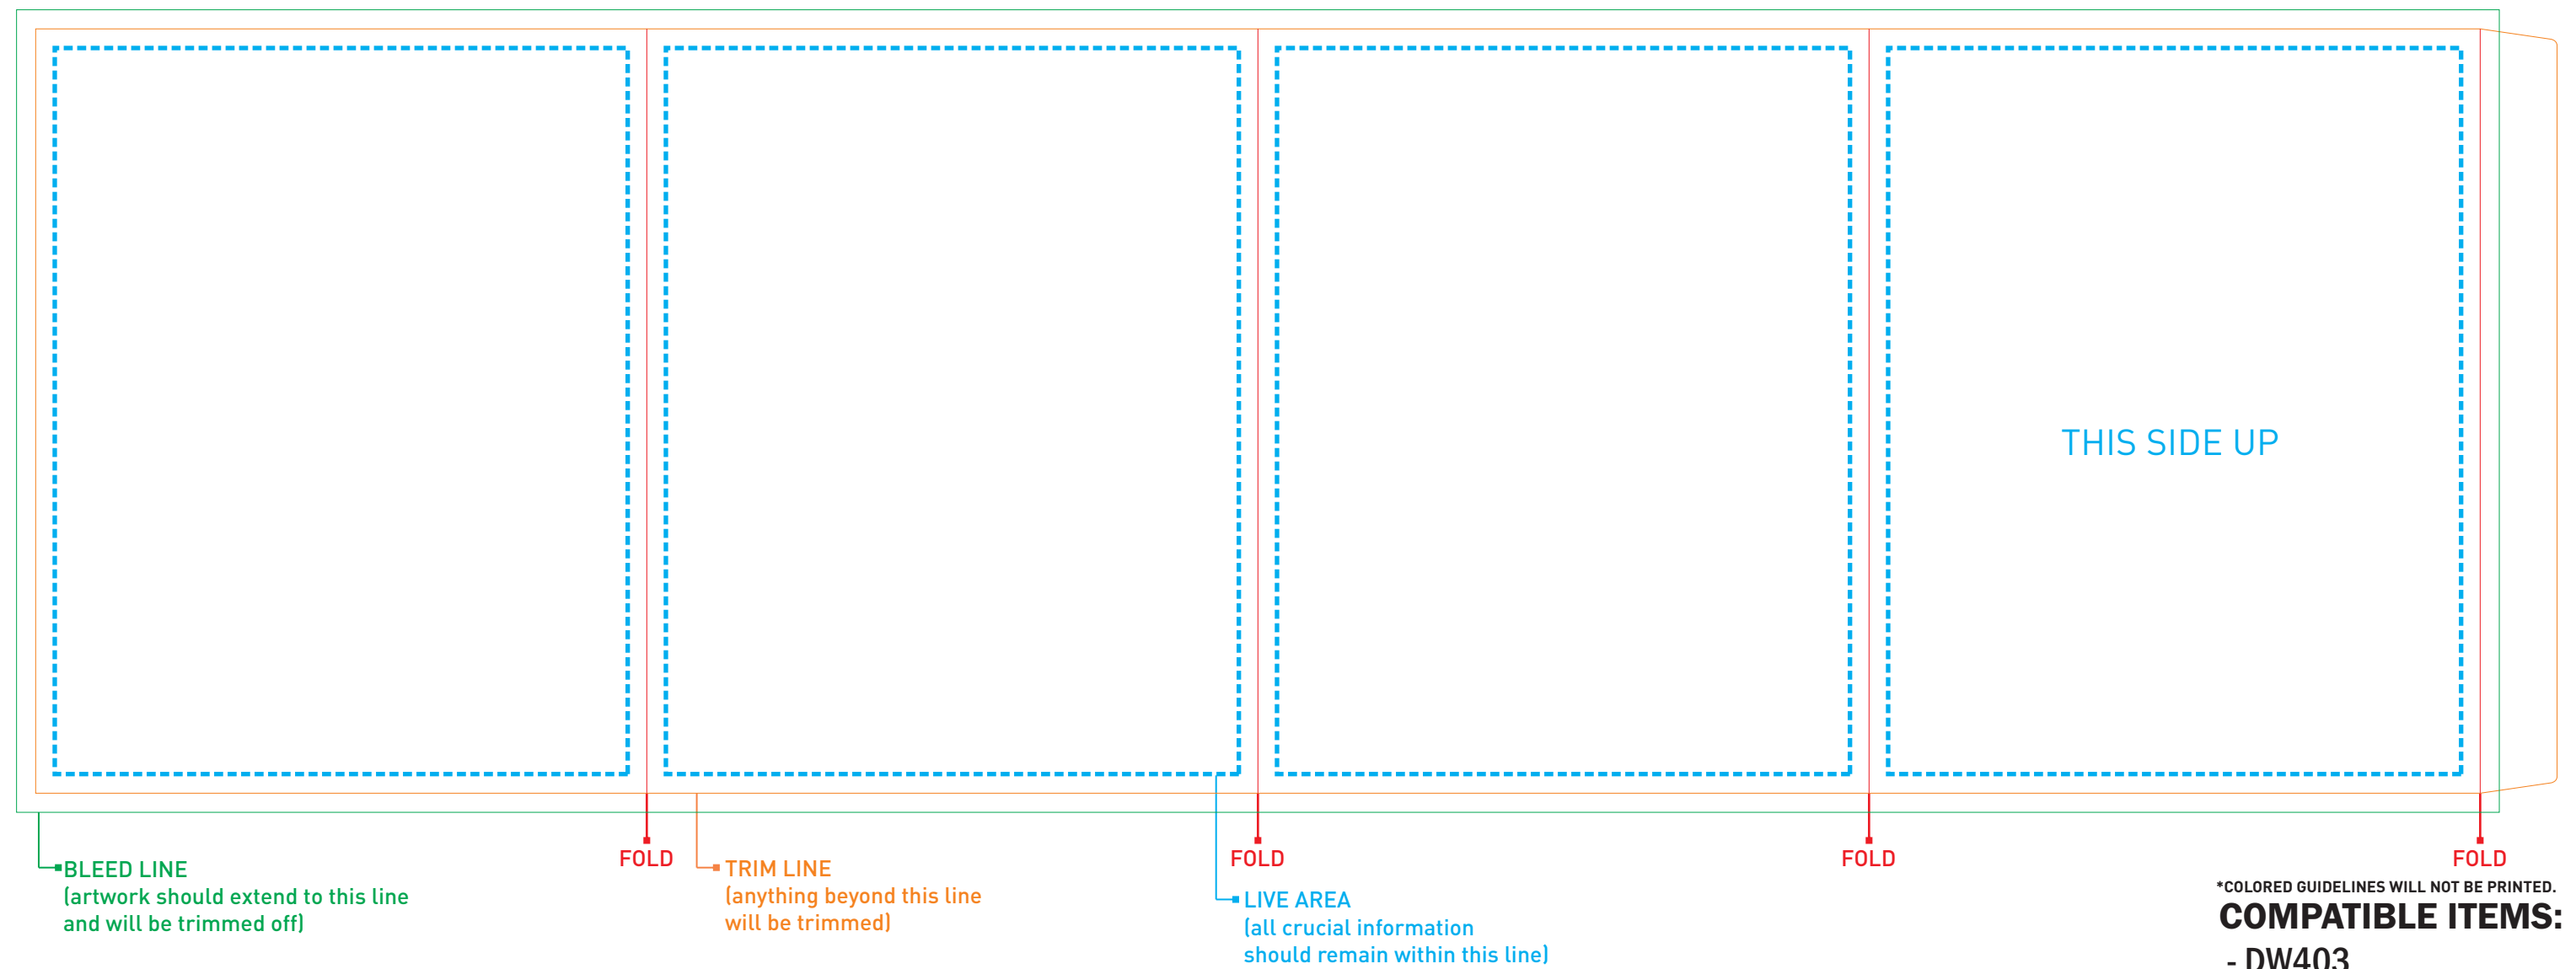 THIS SIDE UP
FOLD
FOLD
FOLD
FOLD
BLEED LINE
(artwork should extend to this line
and will be trimmed off)
TRIM LINE
(anything beyond this line
will be trimmed)
LIVE AREA
(all crucial information
should remain within this line)
*COLORED GUIDELINES WILL NOT BE PRINTED.
COMPATIBLE ITEMS:
- DW403